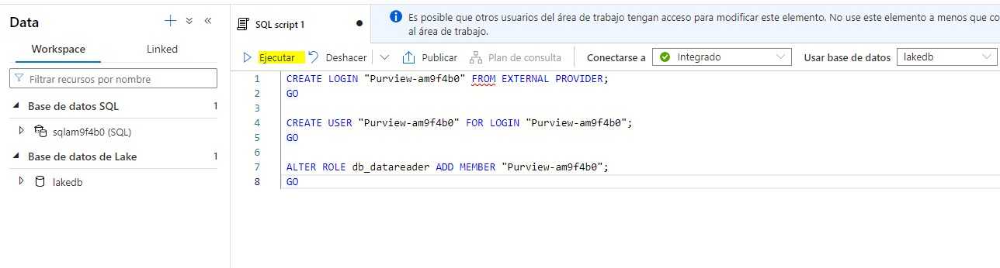 Data
Workspace
Linked
Filtrar recursos por nombre
Base de datos SQL 1
sqlam9f4b0 (SQL)
Base de datos de Lake 1
lakedb
SQL script 1
Es posible que otros usuarios del área de trabajo tengan acceso para modificar este elemento. No use este elemento a menos que co
al área de trabajo.
Ejecutar Deshacer Publicar Plan de consulta Conectarse a Integrado Usar base de datos lakedb
1 CREATE LOGIN "Purview-am9f4b0" FROM EXTERNAL PROVIDER;
2 GO
3
4 CREATE USER "Purview-am9f4b0" FOR LOGIN "Purview-am9f4b0";
5 GO
6
7 ALTER ROLE db_datareader ADD MEMBER "Purview-am9f4b0";
8 GO